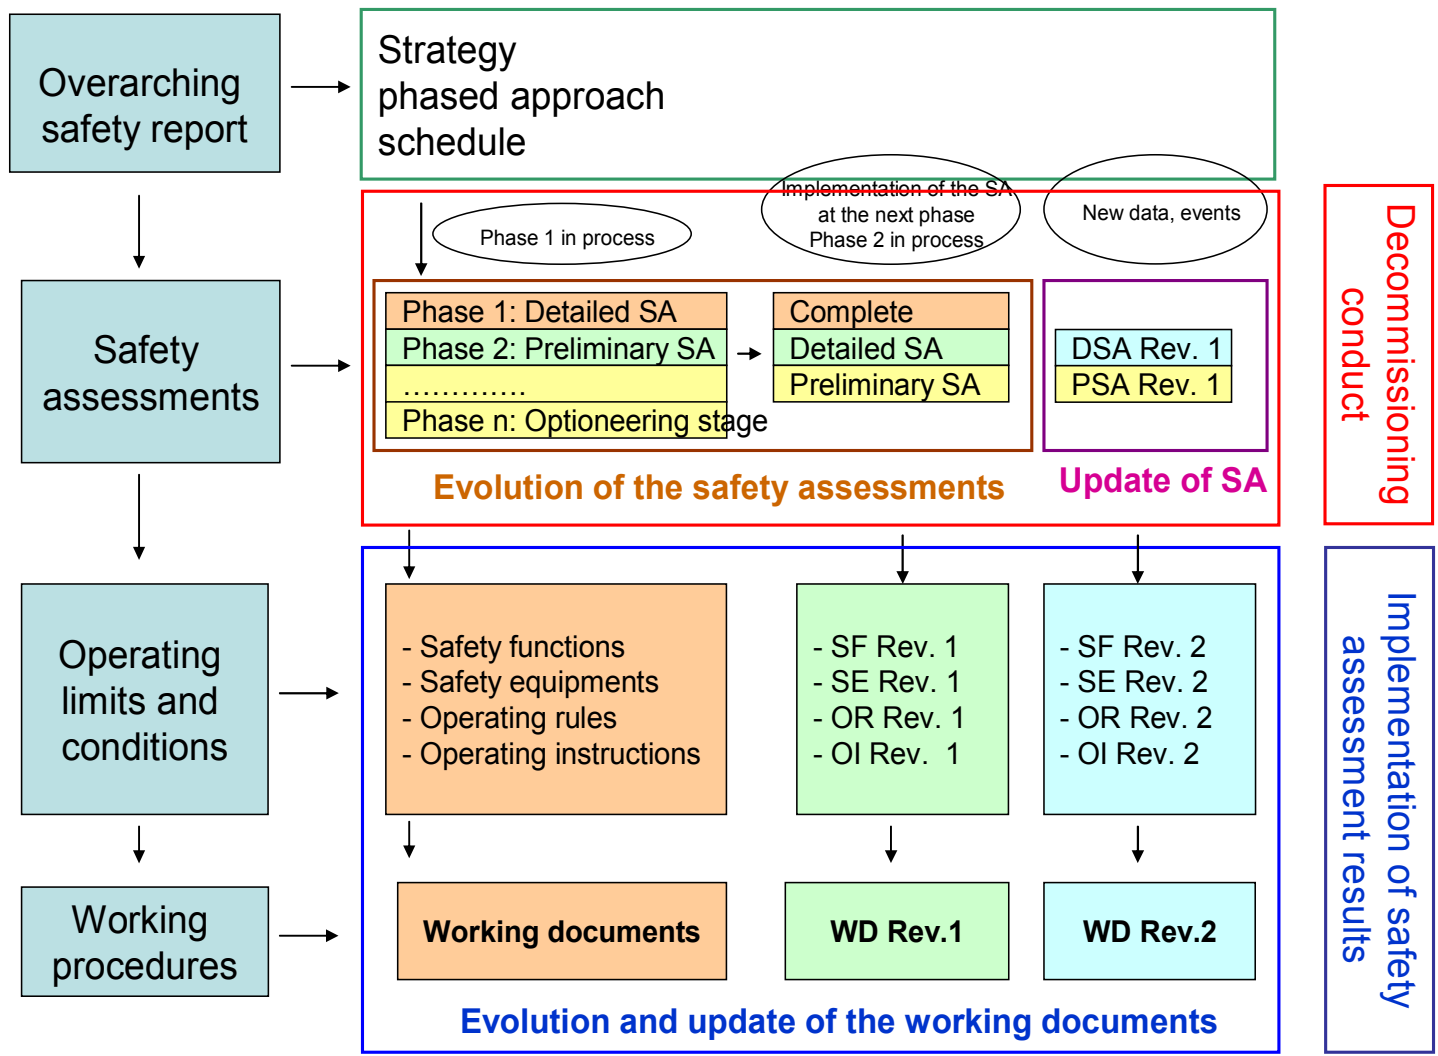 Overarching
safety report
Strategy
phased approach
schedule
Phase 1 in process
Implementation of the SA
at the next phase
Phase 2 in process
New data, events
Safety
assessments
Phase 1: Detailed SA
Phase 2: Preliminary SA
………….
Phase n: Optioneering stage
Complete
Detailed SA
Preliminary SA
DSA Rev. 1
PSA Rev. 1
Evolution of the safety assessments
Update of SA
Decommissioning
conduct
Operating
limits and
conditions
- Safety functions
- Safety equipments
- Operating rules
- Operating instructions
- SF Rev. 1
- SE Rev. 1
- OR Rev. 1
- OI Rev. 1
- SF Rev. 2
- SE Rev. 2
- OR Rev. 2
- OI Rev. 2
Working
procedures
Working documents
WD Rev.1
WD Rev.2
Evolution and update of the working documents
Implementation of safety
assessment results